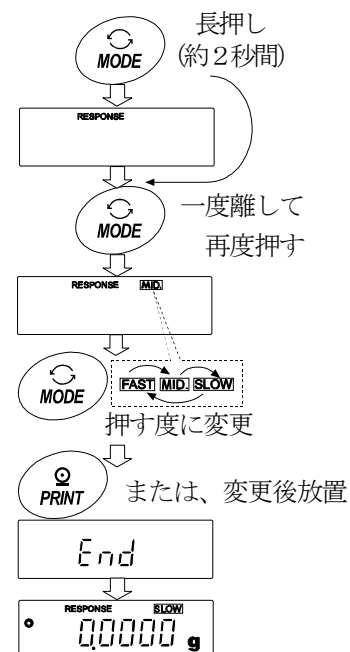 長押し
MODE
(約２秒間)
RESPONSE
MODE
一度離して
再度押す
RESPONSE MID.
MODE
FAST MID. SLOW
押す度に変更
PRINT
または、変更後放置
End
RESPONSE SLOW
0.0000 g